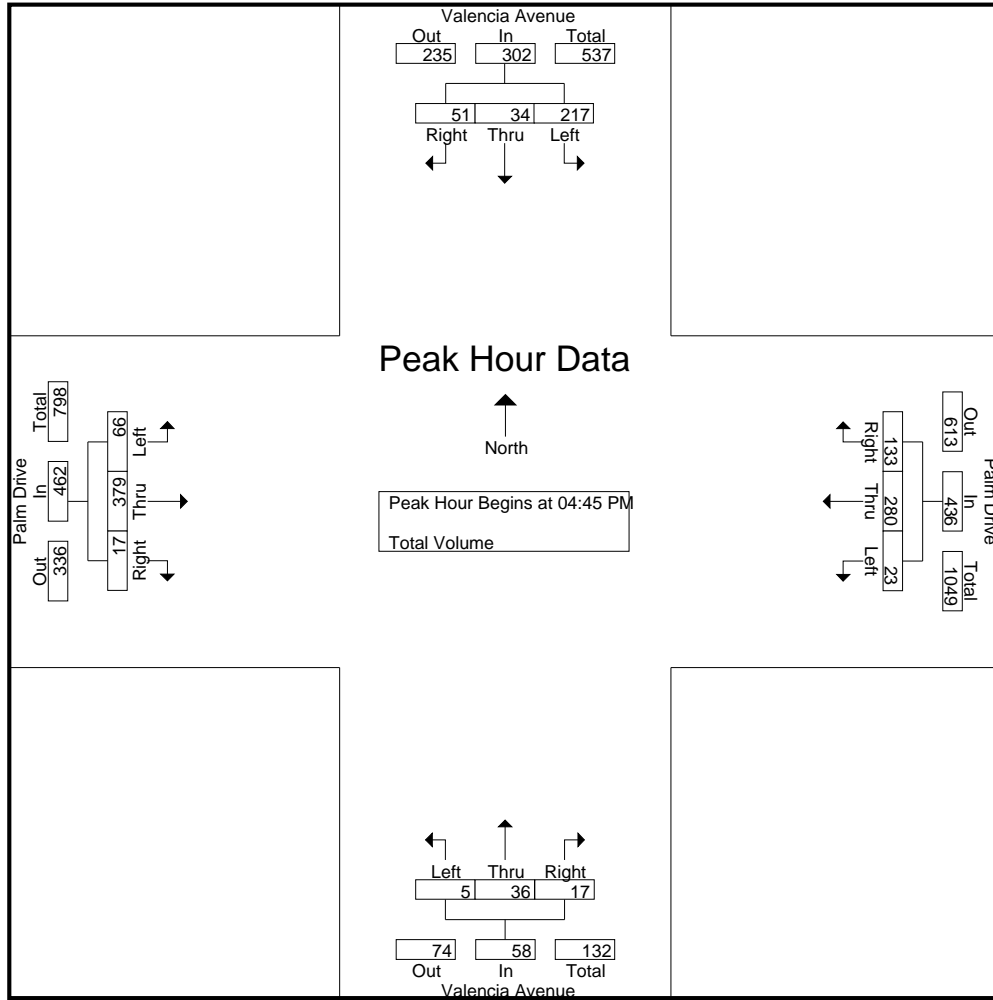 Valencia Avenue
Out In Total
235 302 537
51 34 217
Right Thru Left
Peak Hour Data
North
Peak Hour Begins at 04:45 PM
Total Volume
Palm Drive
Out In Total
336 462 798
17 379 66
Right Thru Left
Palm Drive
Out In Total
613 436 1049
133 280 23
Right Thru Left
Left Thru Right
5 36 17
74 58 132
Out In Total
Valencia Avenue